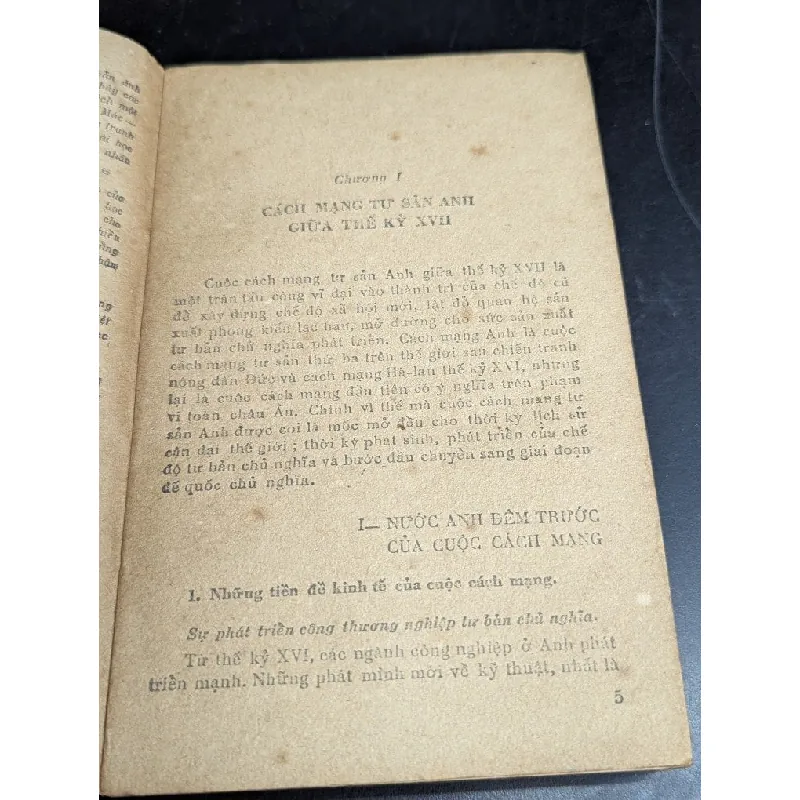 ản ánh
một
Mác —
tranh
học
nhân
của
học
cho
Chương I
CÁCH MẠNG TƯ SẢN ANH
GIỮA THẾ KỶ XVII
Cuộc cách mạng tư sản Anh giữa thế kỷ XVII là
một trận tấn công vĩ đại vào thành trì của chế độ cũ
để xây dựng chế độ xã hội mới, lật đổ quan hệ sản
xuất phong kiến lạc hậu, mở đường cho sức sản xuất
tư bản chủ nghĩa phát triển. Cách mạng Anh là cuộc
cách mạng tư sản thứ ba trên thế giới sau chiến tranh
nông dân Đức và cách mạng Hà-lan thế kỷ XVI, nhưng
lại là cuộc cách mạng đầu tiên có ý nghĩa trên phạm
vi toàn châu Âu. Chính vì thế mà cuộc cách mạng tư
sản Anh được coi là mốc mở đầu cho thời kỳ lịch sử
cận đại thế giới ; thời kỳ phát sinh, phát triển của chế
độ tư bản chủ nghĩa và bước đầu chuyển sang giai đoạn
đế quốc chủ nghĩa.
I— NƯỚC ANH ĐÊM TRƯỚC
CỦA CUỘC CÁCH MẠNG
1. Những tiền đề kinh tế của cuộc cách mạng.
Sự phát triển công thương nghiệp tư bản chủ nghĩa.
Từ thế kỷ XVI, các ngành công nghiệp ở Anh phát
triển mạnh. Những phát minh mới về kỹ thuật, nhất là
5